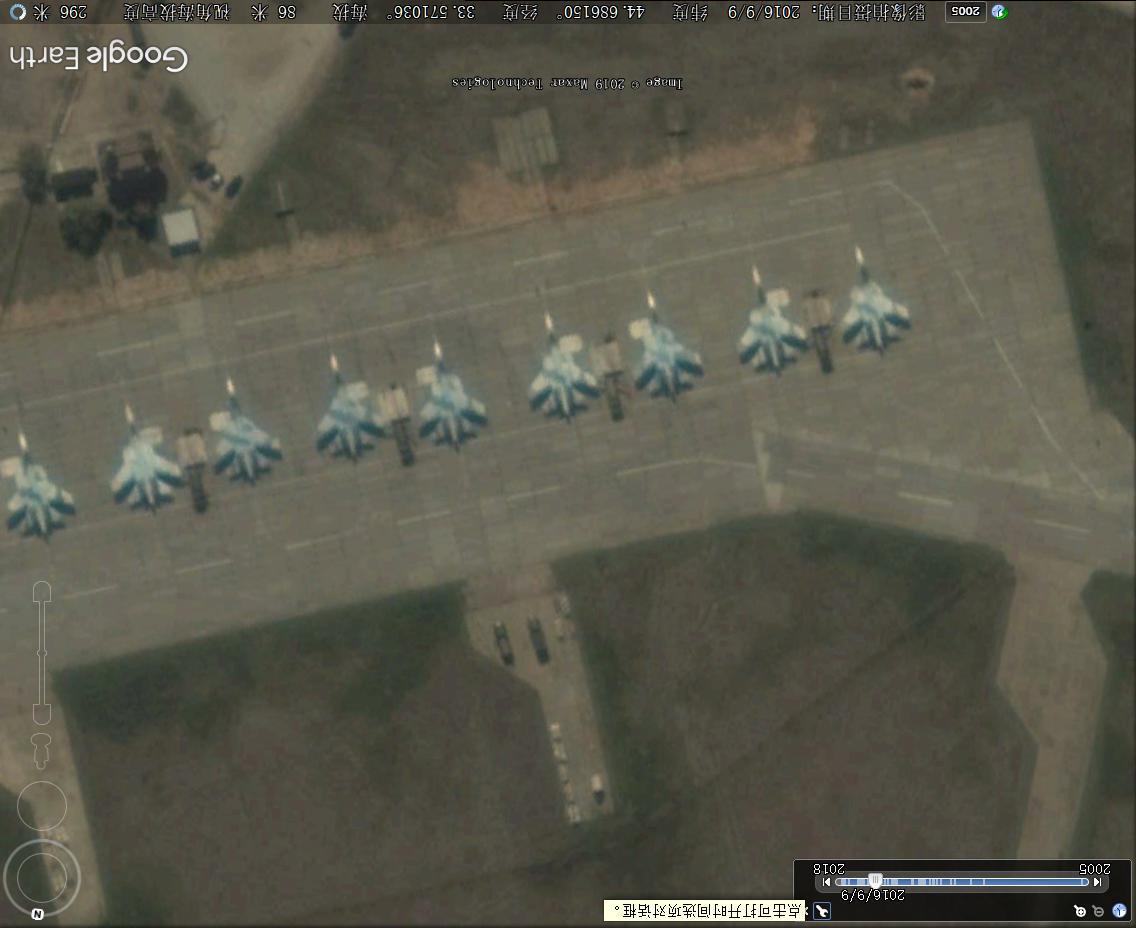 点击可打开时间选项对话框。
2016/9/9
2005 2018
N
Image © 2019 Maxar Technologies
Google Earth
2005 影像拍摄日期: 2016/9/9 纬度 44.686150° 经度 33.571036° 海拔 86 米 视角海拔高度 296 米